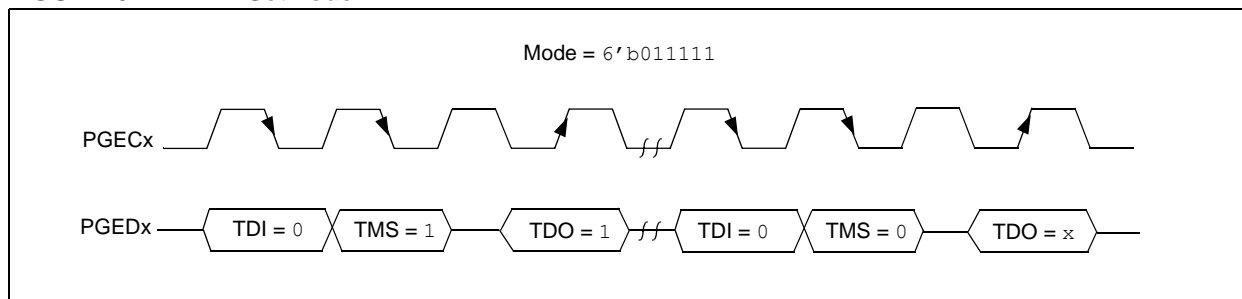 Mode = 6'b011111
PGECx
PGEDx
TDI = 0
TMS = 1
TDO = 1
TDI = 0
TMS = 0
TDO = x